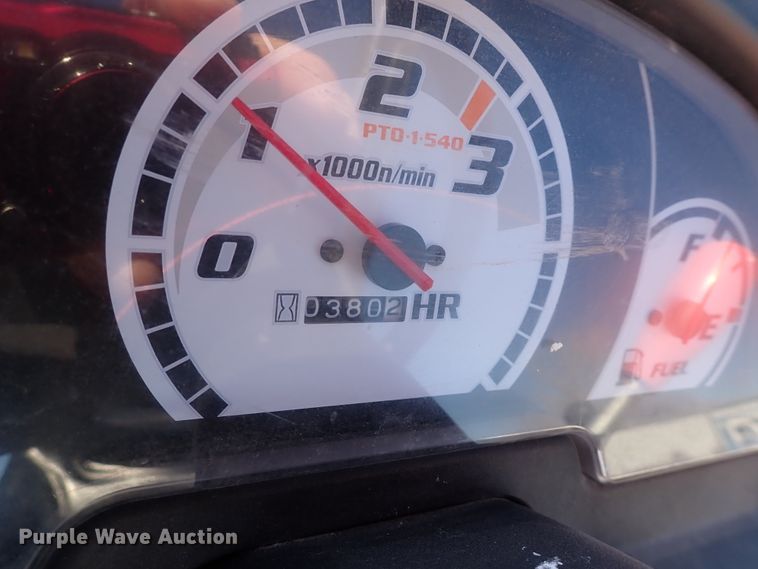 2
1
PTO-1-540
3
x1000n/min
0
F
03802 HR
E
FUEL
Purple Wave Auction